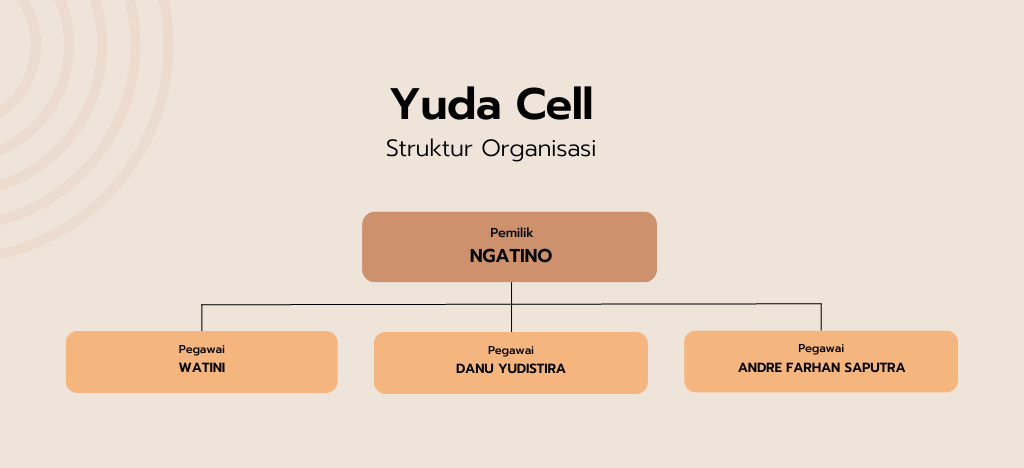 Yuda Cell
Struktur Organisasi
Pemilik
NGATINO
Pegawai
WATINI
Pegawai
DANU YUDISTIRA
Pegawai
ANDRE FARHAN SAPUTRA